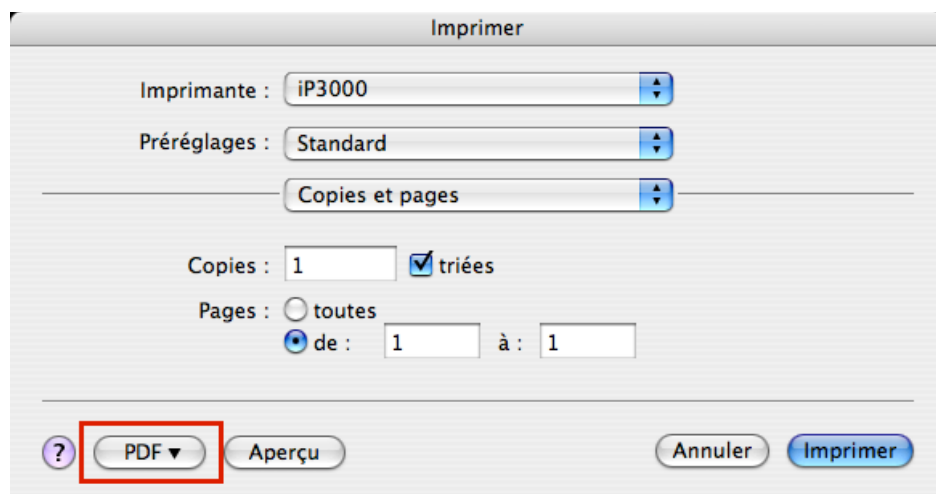 Imprimer
Imprimante : iP3000
Préréglages : Standard
Copies et pages
Copies : 1 triées
Pages : toutes
de : 1 à : 1
? PDF ▼ Aperçu Annuler Imprimer